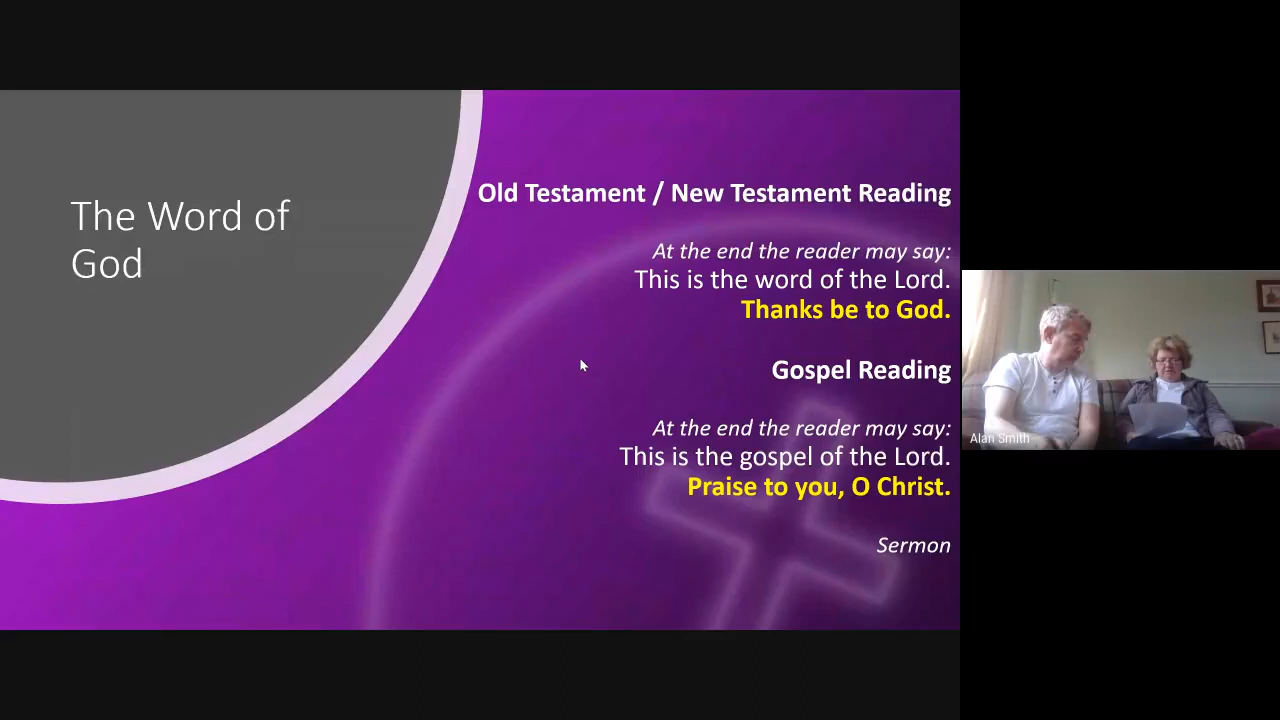 The Word of
God
Old Testament / New Testament Reading
At the end the reader may say:
This is the word of the Lord.
Thanks be to God.
Gospel Reading
At the end the reader may say:
This is the gospel of the Lord.
Praise to you, O Christ.
Sermon
Alan Smith